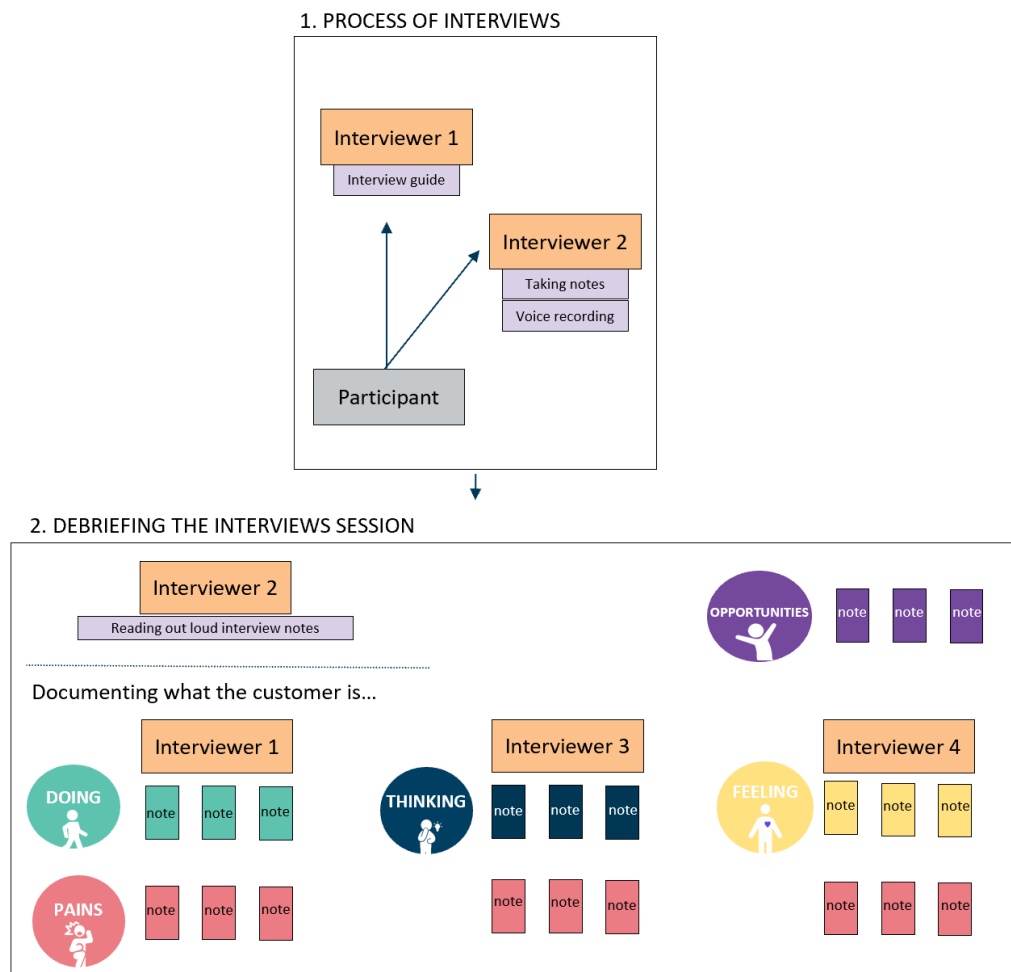 1. PROCESS OF INTERVIEWS
Interviewer 1
Interview guide
Interviewer 2
Taking notes
Voice recording
Participant
2. DEBRIEFING THE INTERVIEWS SESSION
Interviewer 2
Reading out loud interview notes
OPPORTUNITIES
note note note
Documenting what the customer is...
Interviewer 1
DOING
note note note
Interviewer 3
THINKING
note note note
Interviewer 4
FEELING
note note note
PAINS
note note note
note note note
note note note